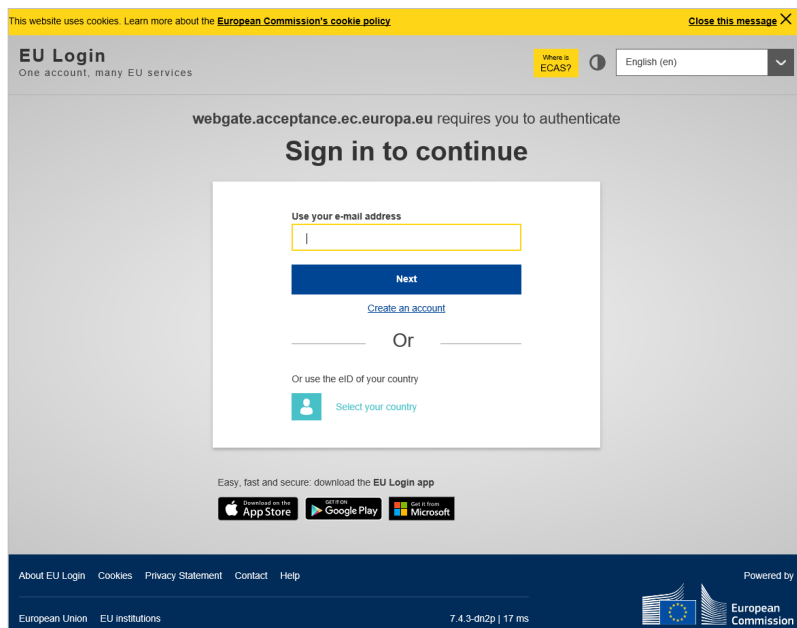 This website uses cookies. Learn more about the European Commission's cookie policy
Close this message
EU Login
One account, many EU services
Where is
ECAS?
English (en)
webgate.acceptance.ec.europa.eu requires you to authenticate
Sign in to continue
Use your e-mail address
Next
Create an account
Or
Or use the eID of your country
Select your country
Easy, fast and secure: download the EU Login app
Download on the
App Store
GET IT ON
Google Play
Get it from
Microsoft
About EU Login Cookies Privacy Statement Contact Help
Powered by
European Union EU institutions
7.4.3-dn2p | 17 ms
European
Commission